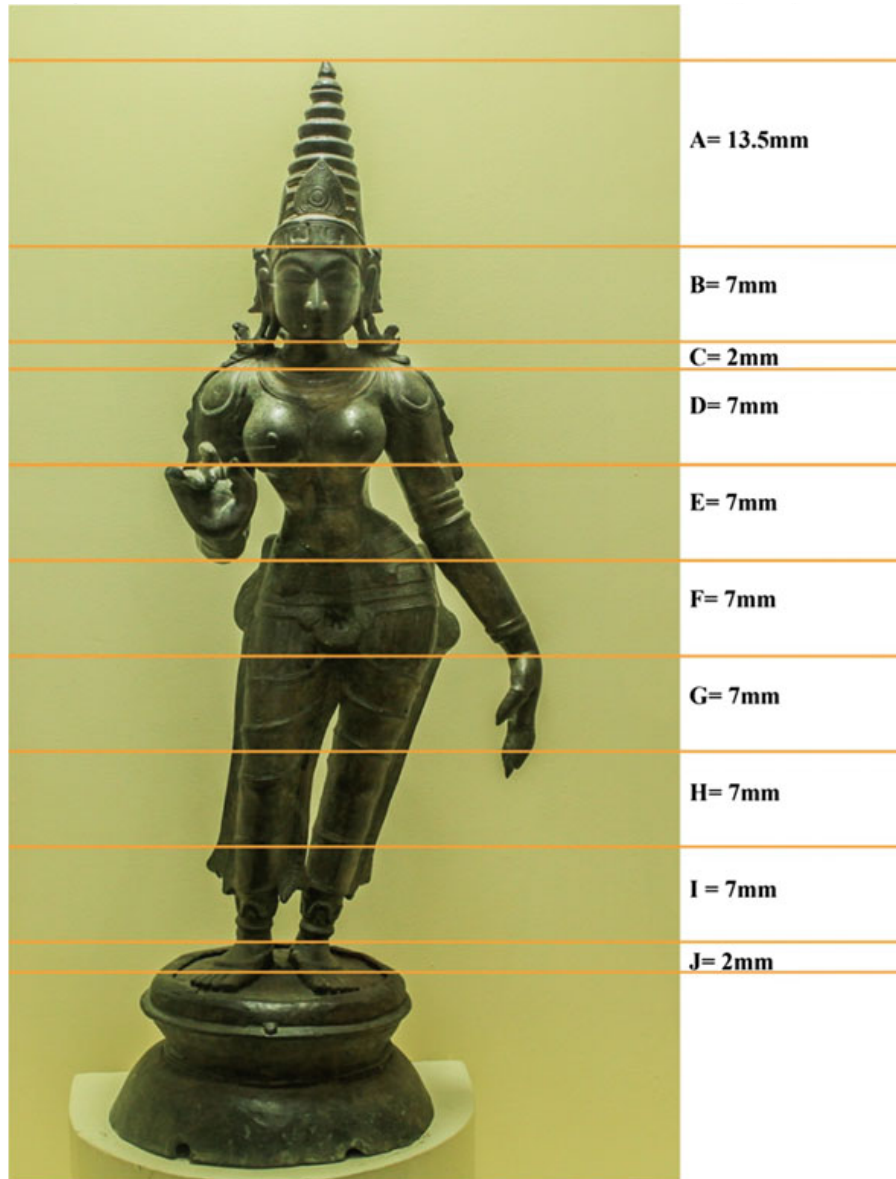 A= 13.5mm
B= 7mm
C= 2mm
D= 7mm
E= 7mm
F= 7mm
G= 7mm
H= 7mm
I = 7mm
J= 2mm